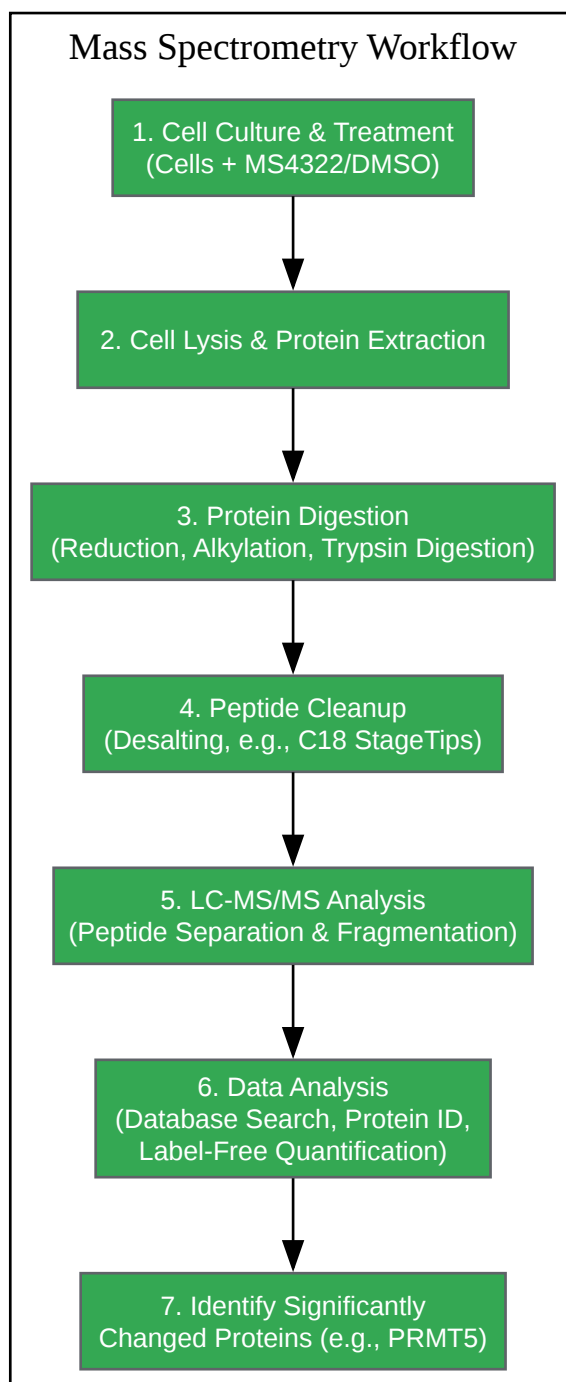 Mass Spectrometry Workflow
1. Cell Culture & Treatment
(Cells + MS4322/DMSO)
2. Cell Lysis & Protein Extraction
3. Protein Digestion
(Reduction, Alkylation, Trypsin Digestion)
4. Peptide Cleanup
(Desalting, e.g., C18 StageTips)
5. LC-MS/MS Analysis
(Peptide Separation & Fragmentation)
6. Data Analysis
(Database Search, Protein ID,
Label-Free Quantification)
7. Identify Significantly
Changed Proteins (e.g., PRMT5)